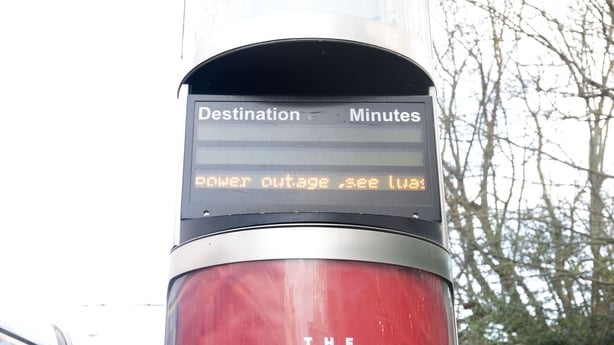 Destination Minutes
power outage ,see luas
THE